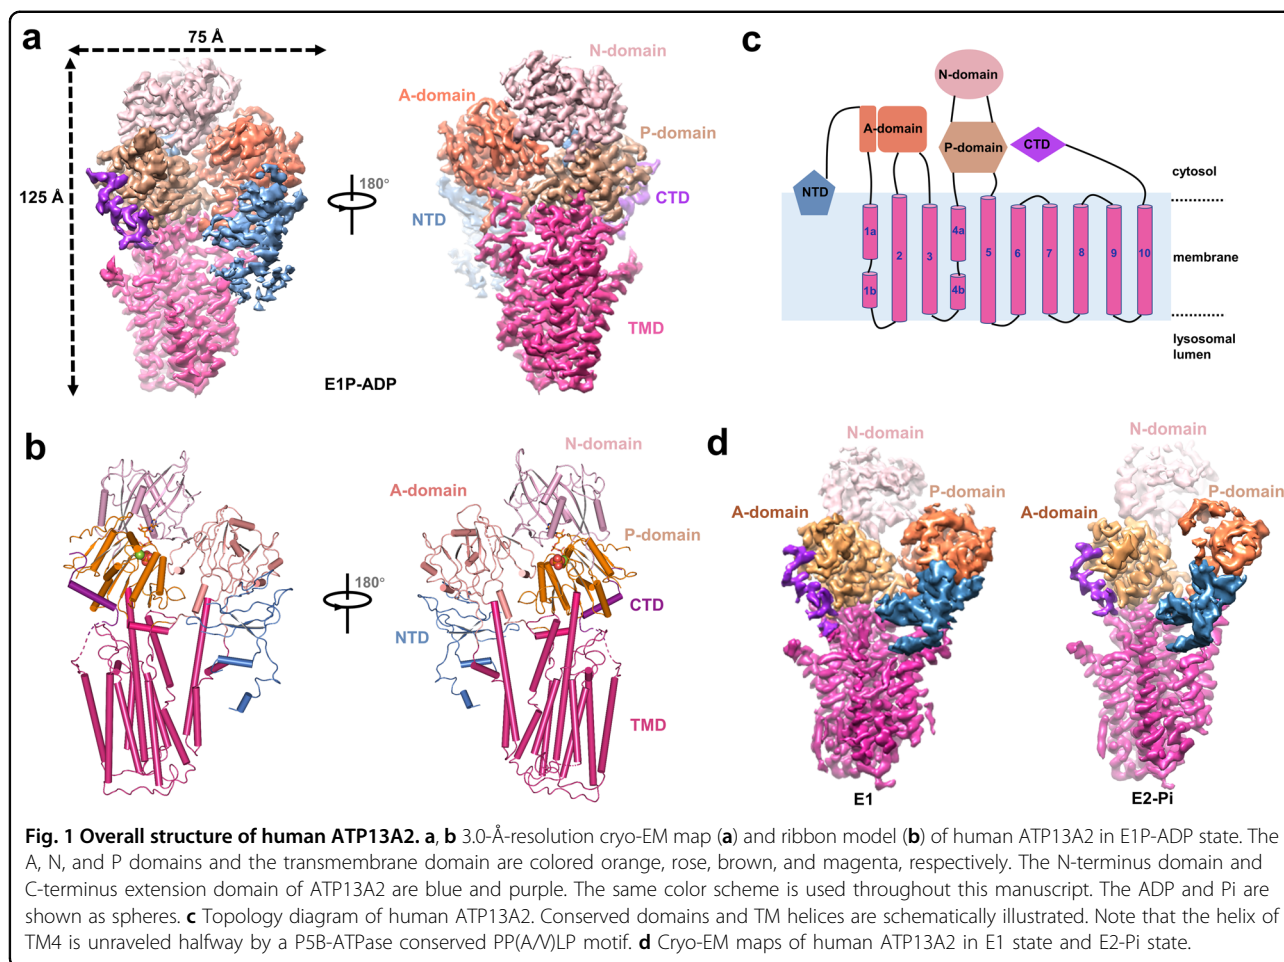 a
75 Å
N-domain
A-domain
P-domain
125 Å
180°
NTD
CTD
TMD
E1P-ADP
c
N-domain
A-domain
P-domain
CTD
NTD
cytosol
1a
2
3
4a
5
6
7
8
9
10
1b
4b
membrane
lysosomal
lumen
b
N-domain
A-domain
P-domain
180°
CTD
NTD
TMD
d
N-domain
N-domain
A-domain
P-domain
A-domain
P-domain
E1
E2-Pi
Fig. 1 Overall structure of human ATP13A2. a, b 3.0-Å-resolution cryo-EM map (a) and ribbon model (b) of human ATP13A2 in E1P-ADP state. The
A, N, and P domains and the transmembrane domain are colored orange, rose, brown, and magenta, respectively. The N-terminus domain and
C-terminus extension domain of ATP13A2 are blue and purple. The same color scheme is used throughout this manuscript. The ADP and Pi are
shown as spheres. c Topology diagram of human ATP13A2. Conserved domains and TM helices are schematically illustrated. Note that the helix of
TM4 is unraveled halfway by a P5B-ATPase conserved PP(A/V)LP motif. d Cryo-EM maps of human ATP13A2 in E1 state and E2-Pi state.